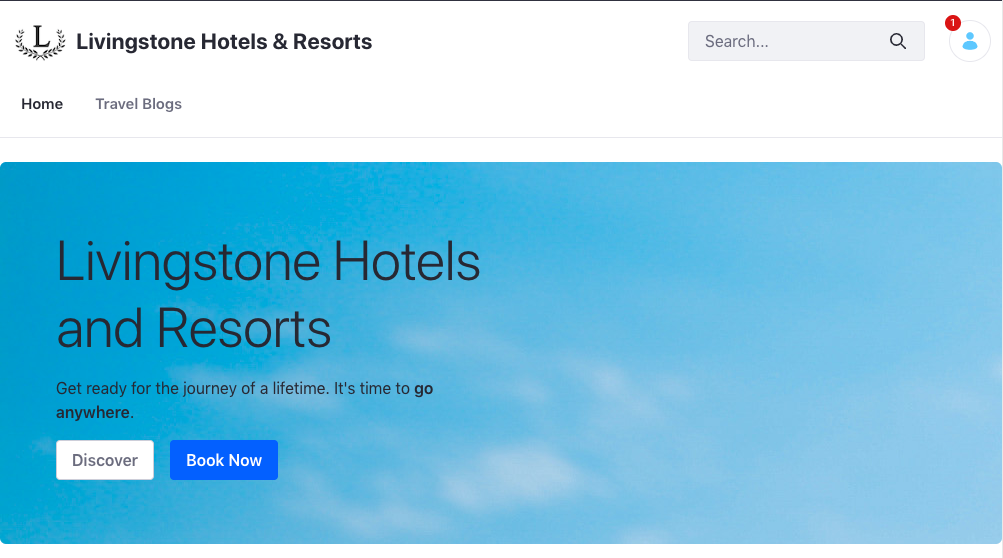 L
Livingstone Hotels & Resorts
Search...
1
Home
Travel Blogs
Livingstone Hotels
and Resorts
Get ready for the journey of a lifetime. It's time to go
anywhere.
Discover
Book Now